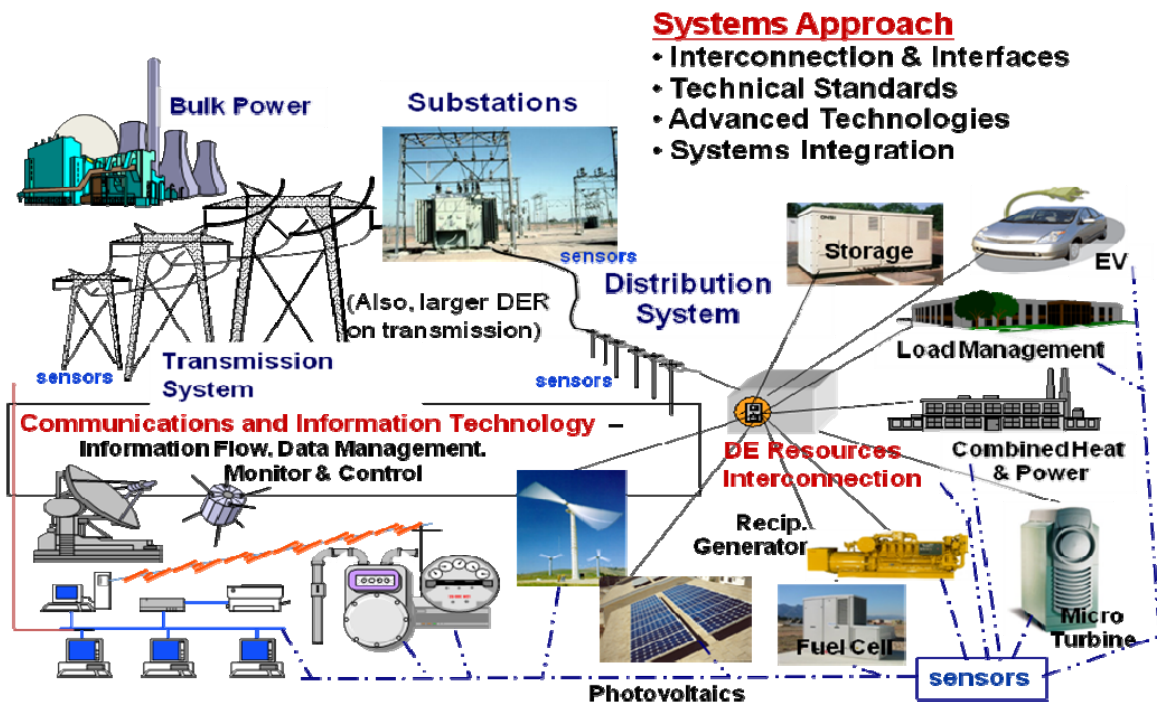 Systems Approach
• Interconnection & Interfaces
• Technical Standards
• Advanced Technologies
• Systems Integration
Bulk Power
Substations
ONSI
Storage
EV
sensors
Distribution
System
(Also, larger DER
on transmission)
Load Management
Transmission
System
sensors
sensors
Communications and Information Technology –
Information Flow, Data Management,
Monitor & Control
DE Resources
Interconnection
Combined Heat
& Power
Recip.
Generator
Micro
Turbine
Fuel Cell
sensors
Photovoltaics